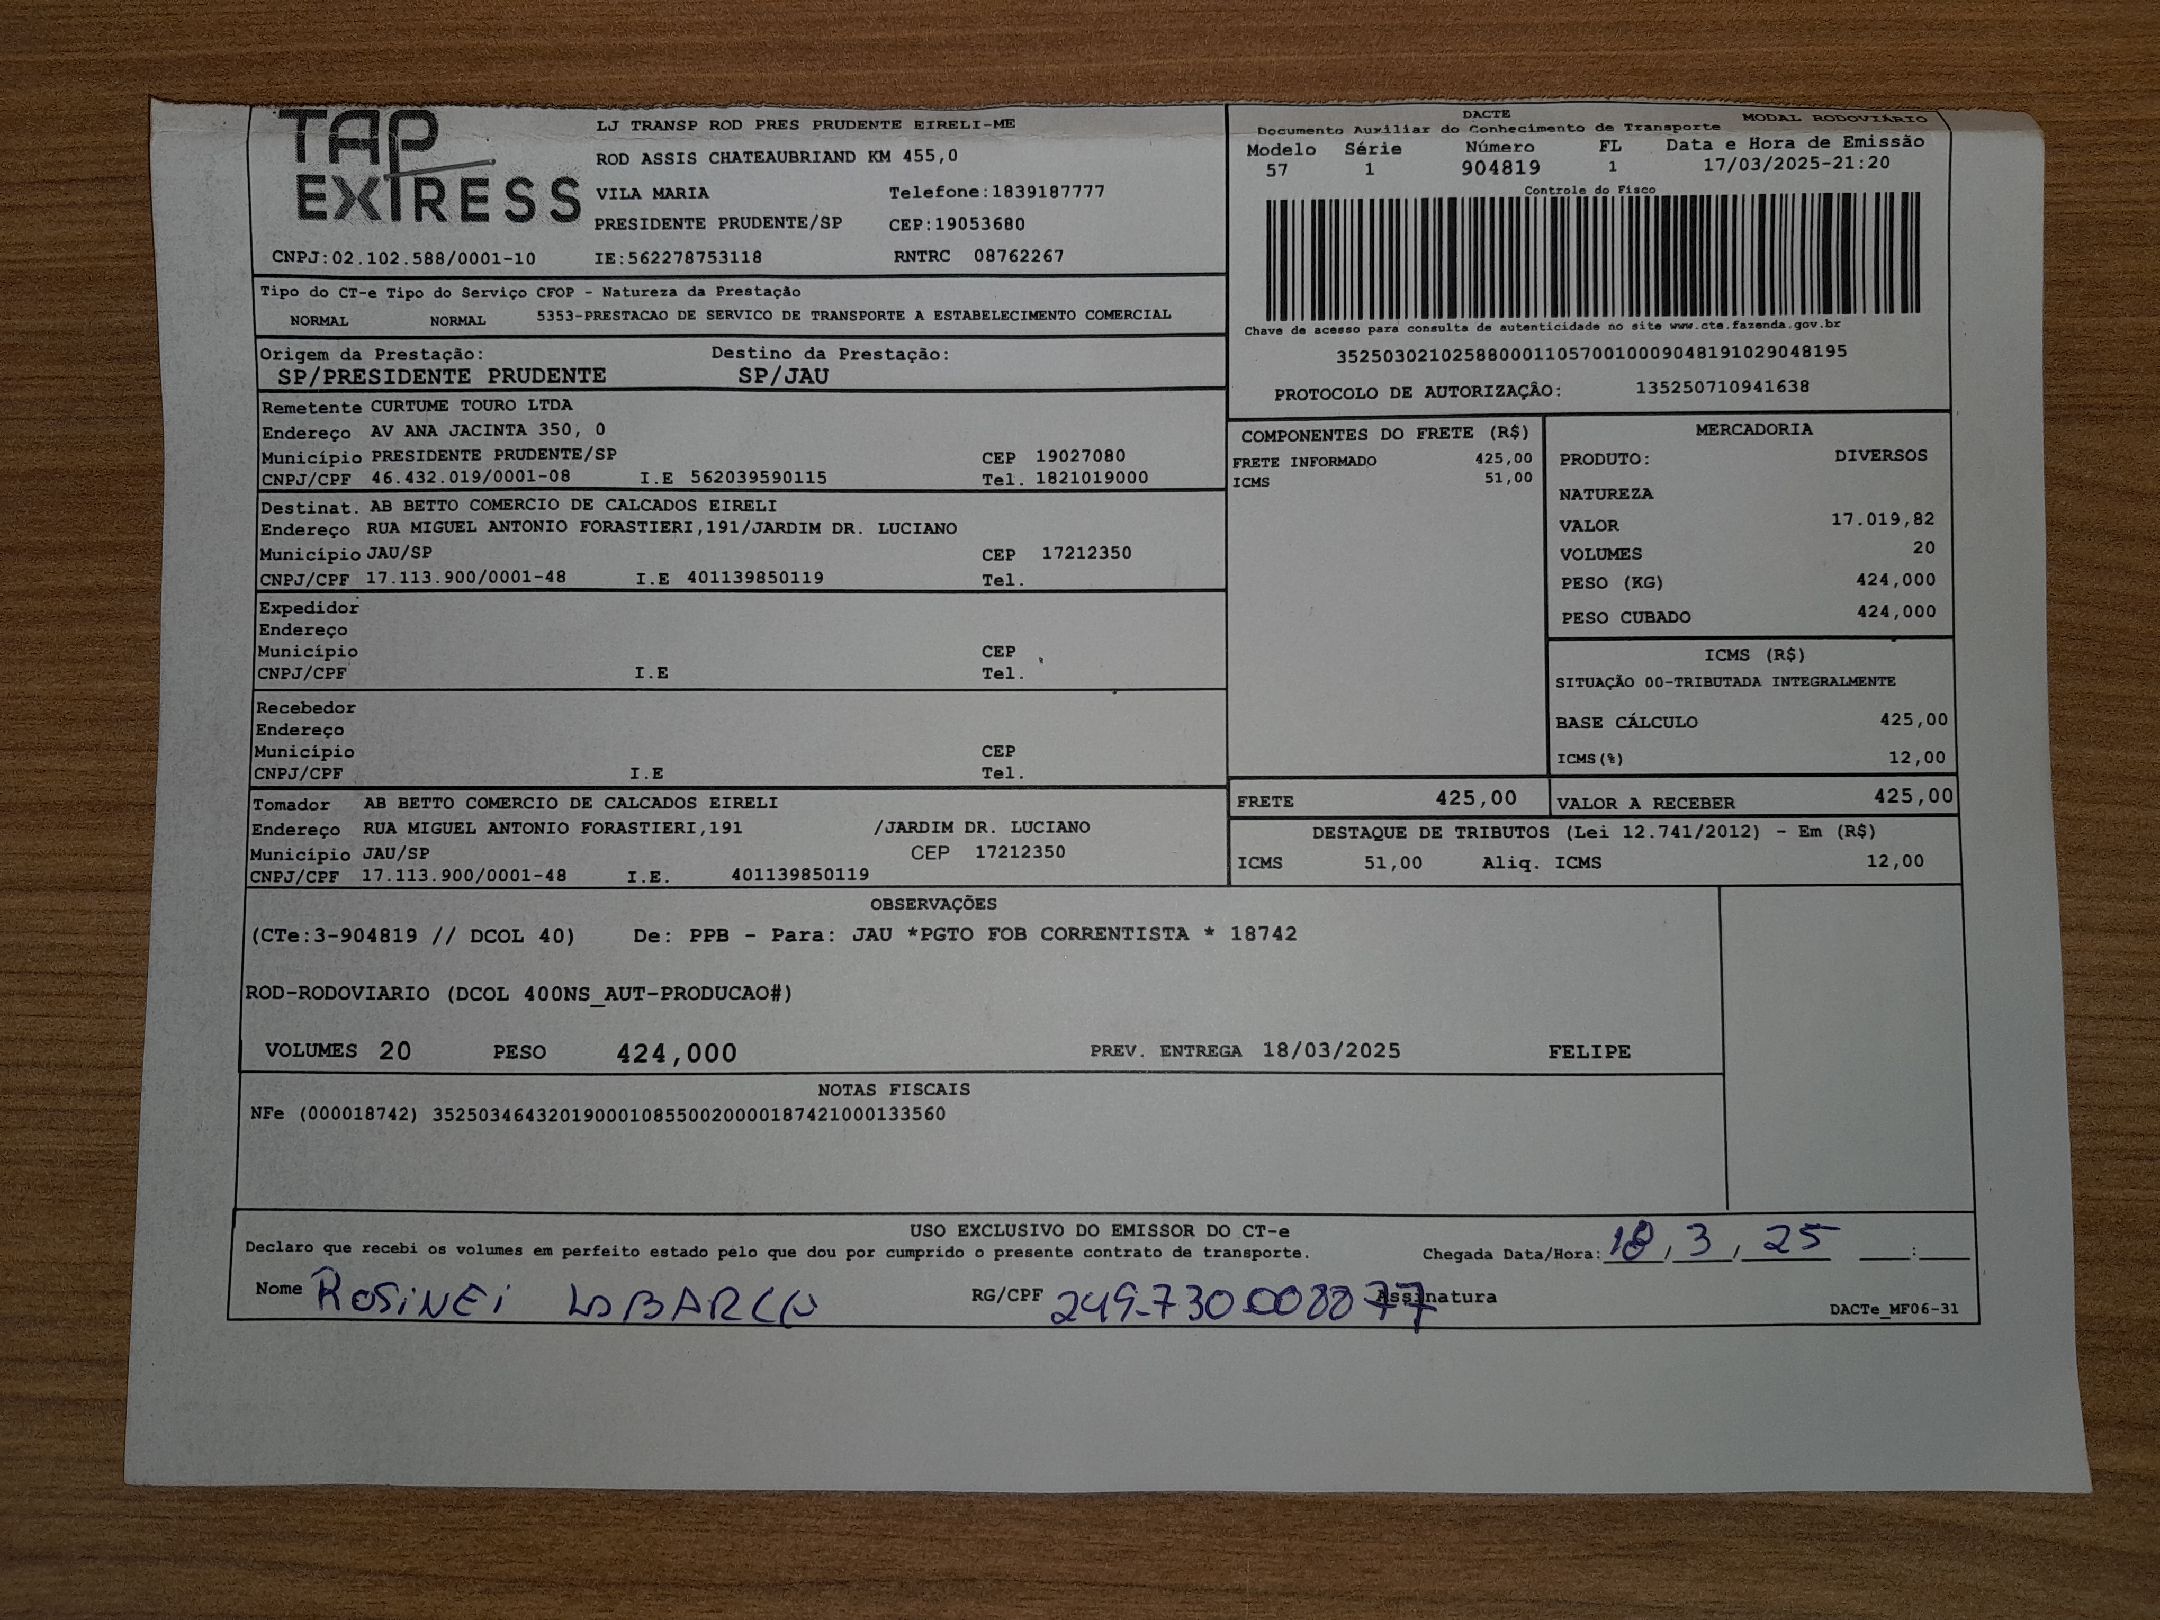 TAP
EXPRESS
LJ TRANSP ROD PRES PRUDENTE EIRELI-ME
ROD ASSIS CHATEAUBRIAND KM 455,0
VILA MARIA Telefone:1839187777
PRESIDENTE PRUDENTE/SP CEP:19053680
CNPJ:02.102.588/0001-10 IE:562278753118 RNTRC 08762267
DACTE MODAL RODOVIÁRIO
Documento Auxiliar do Conhecimento de Transporte
Modelo Série Número FL Data e Hora de Emissão
57 1 904819 1 17/03/2025-21:20
Controle do Fisco
Chave de acesso para consulta de autenticidade no site www.cte.fazenda.gov.br
35250302102588000110570010009048191029048195
PROTOCOLO DE AUTORIZAÇÂO: 135250710941638
Tipo do CT-e Tipo do Serviço CFOP - Natureza da Prestação
NORMAL NORMAL 5353-PRESTACAO DE SERVICO DE TRANSPORTE A ESTABELECIMENTO COMERCIAL
Origem da Prestação: Destino da Prestação:
SP/PRESIDENTE PRUDENTE SP/JAU
Remetente CURTUME TOURO LTDA
Endereço AV ANA JACINTA 350, 0
Município PRESIDENTE PRUDENTE/SP CEP 19027080
CNPJ/CPF 46.432.019/0001-08 I.E 562039590115 Tel. 1821019000
Destinat. AB BETTO COMERCIO DE CALCADOS EIRELI
Endereço RUA MIGUEL ANTONIO FORASTIERI,191/JARDIM DR. LUCIANO
Município JAU/SP CEP 17212350
CNPJ/CPF 17.113.900/0001-48 I.E 401139850119 Tel.
Expedidor
Endereço
Município CEP
CNPJ/CPF I.E Tel.
Recebedor
Endereço
Município CEP
CNPJ/CPF I.E Tel.
Tomador AB BETTO COMERCIO DE CALCADOS EIRELI
Endereço RUA MIGUEL ANTONIO FORASTIERI,191 /JARDIM DR. LUCIANO
Município JAU/SP CEP 17212350
CNPJ/CPF 17.113.900/0001-48 I.E. 401139850119
COMPONENTES DO FRETE (R$)
FRETE INFORMADO 425,00
ICMS 51,00
MERCADORIA
PRODUTO: DIVERSOS
NATUREZA
VALOR 17.019,82
VOLUMES 20
PESO (KG) 424,000
PESO CUBADO 424,000
ICMS (R$)
SITUAÇÃO 00-TRIBUTADA INTEGRALMENTE
BASE CÁLCULO 425,00
ICMS(%) 12,00
FRETE 425,00 VALOR A RECEBER 425,00
DESTAQUE DE TRIBUTOS (Lei 12.741/2012) - Em (R$)
ICMS 51,00 Aliq. ICMS 12,00
OBSERVAÇÕES
(CTe:3-904819 // DCOL 40) De: PPB - Para: JAU *PGTO FOB CORRENTISTA * 18742
ROD-RODOVIARIO (DCOL 400NS_AUT-PRODUCAO#)
VOLUMES 20 PESO 424,000 PREV. ENTREGA 18/03/2025 FELIPE
NOTAS FISCAIS
NFe (000018742) 35250346432019000108550020000187421000133560
USO EXCLUSIVO DO EMISSOR DO CT-e
Declaro que recebi os volumes em perfeito estado pelo que dou por cumprido o presente contrato de transporte. Chegada Data/Hora: 18/3/25 :
Nome ROSINEI RG/CPF Assinatura
DACTe_MF06-31